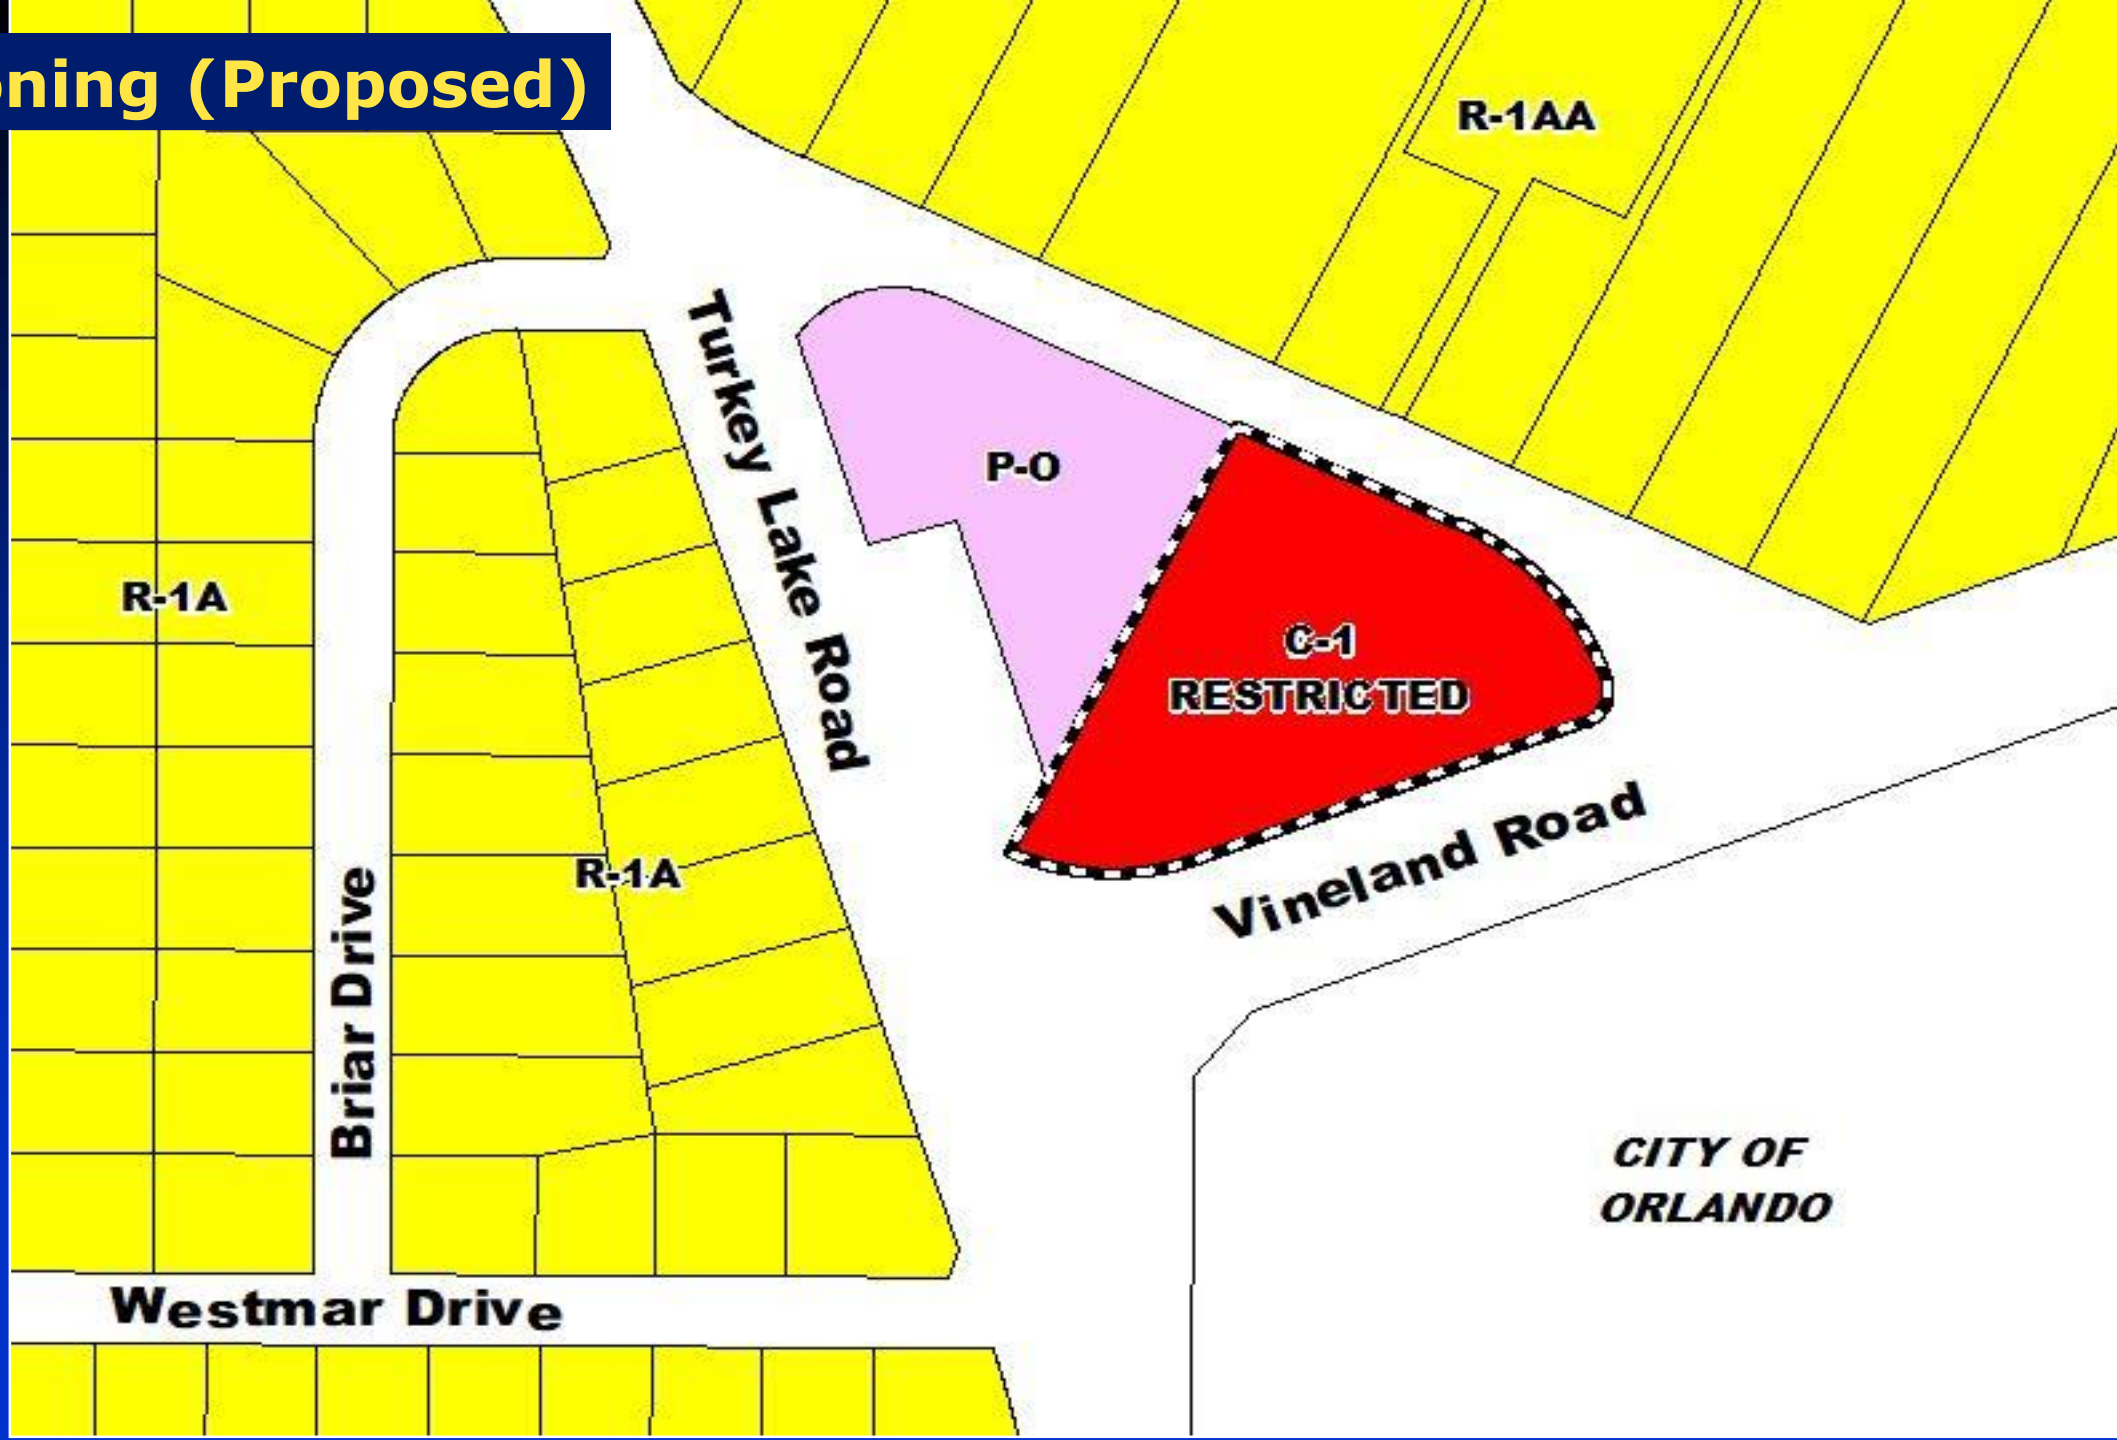 ning (Proposed)
R-1AA
Turkey Lake Road
P-O
R-1A
C-1
RESTRICTED
Vineland Road
R-1A
Briar Drive
CITY OF
ORLANDO
Westmar Drive